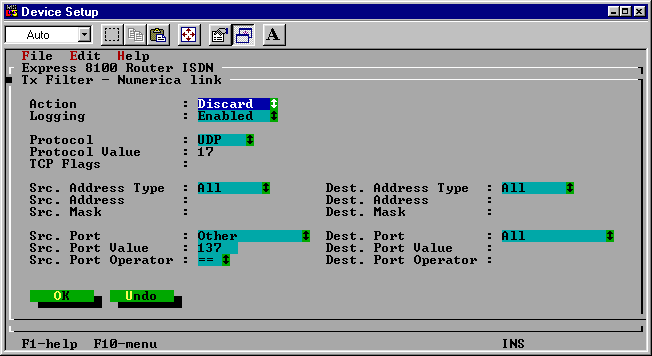 Device Setup
Auto
A
File Edit Help
Express 8100 Router ISDN
Tx Filter - Numerica link
Action : Discard
Logging : Enabled
Protocol : UDP
Protocol Value : 17
TCP Flags :
Src. Address Type : All Dest. Address Type : All
Src. Address : Dest. Address :
Src. Mask : Dest. Mask :
Src. Port : Other Dest. Port : All
Src. Port Value : 137 Dest. Port Value :
Src. Port Operator : == Dest. Port Operator :
OK Undo
F1-help F10-menu INS